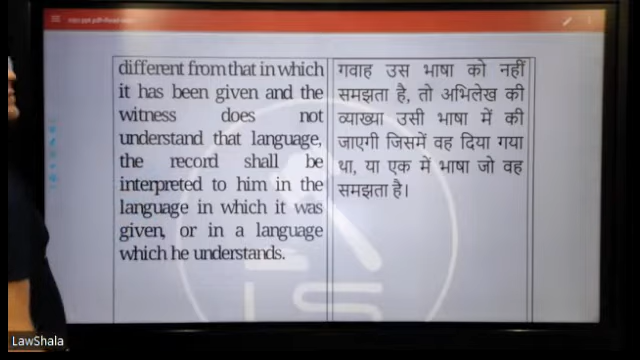 different from that in which
it has been given and the
witness does not
understand that language,
the record shall be
interpreted to him in the
language in which it was
given, or in a language
which he understands.
गवाह उस भाषा को नहीं
समझता है, तो अभिलेख की
व्याख्या उसी भाषा में की
जाएगी जिसमें वह दिया गया
था, या एक में भाषा जो वह
समझता है।
LS
LawShala